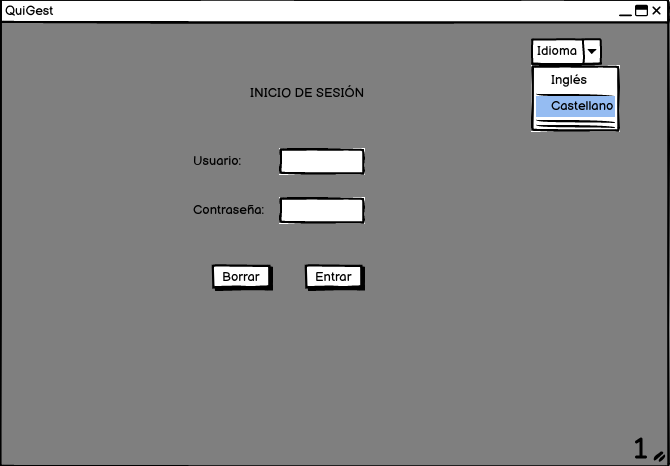 QuiGest
Idioma
Inglés
Castellano
INICIO DE SESIÓN
Usuario:
Contraseña:
Borrar
Entrar
1